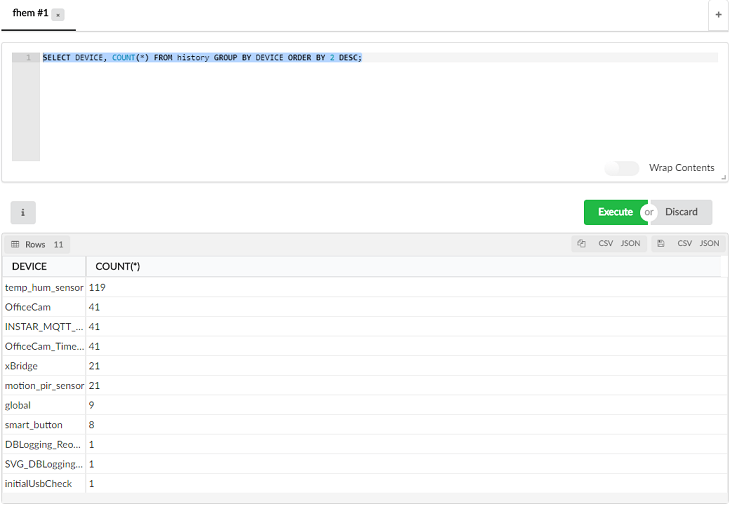 fhem #1 ×
+
1 SELECT DEVICE, COUNT(*) FROM history GROUP BY DEVICE ORDER BY 2 DESC;
Wrap Contents
i
Execute or Discard
Rows 11 CSV JSON CSV JSON
DEVICE COUNT(*)
temp_hum_sensor 119
OfficeCam 41
INSTAR_MQTT_... 41
OfficeCam_Time... 41
xBridge 21
motion_pir_sensor 21
global 9
smart_button 8
DBLogging_Reo... 1
SVG_DBLogging... 1
initialUsbCheck 1